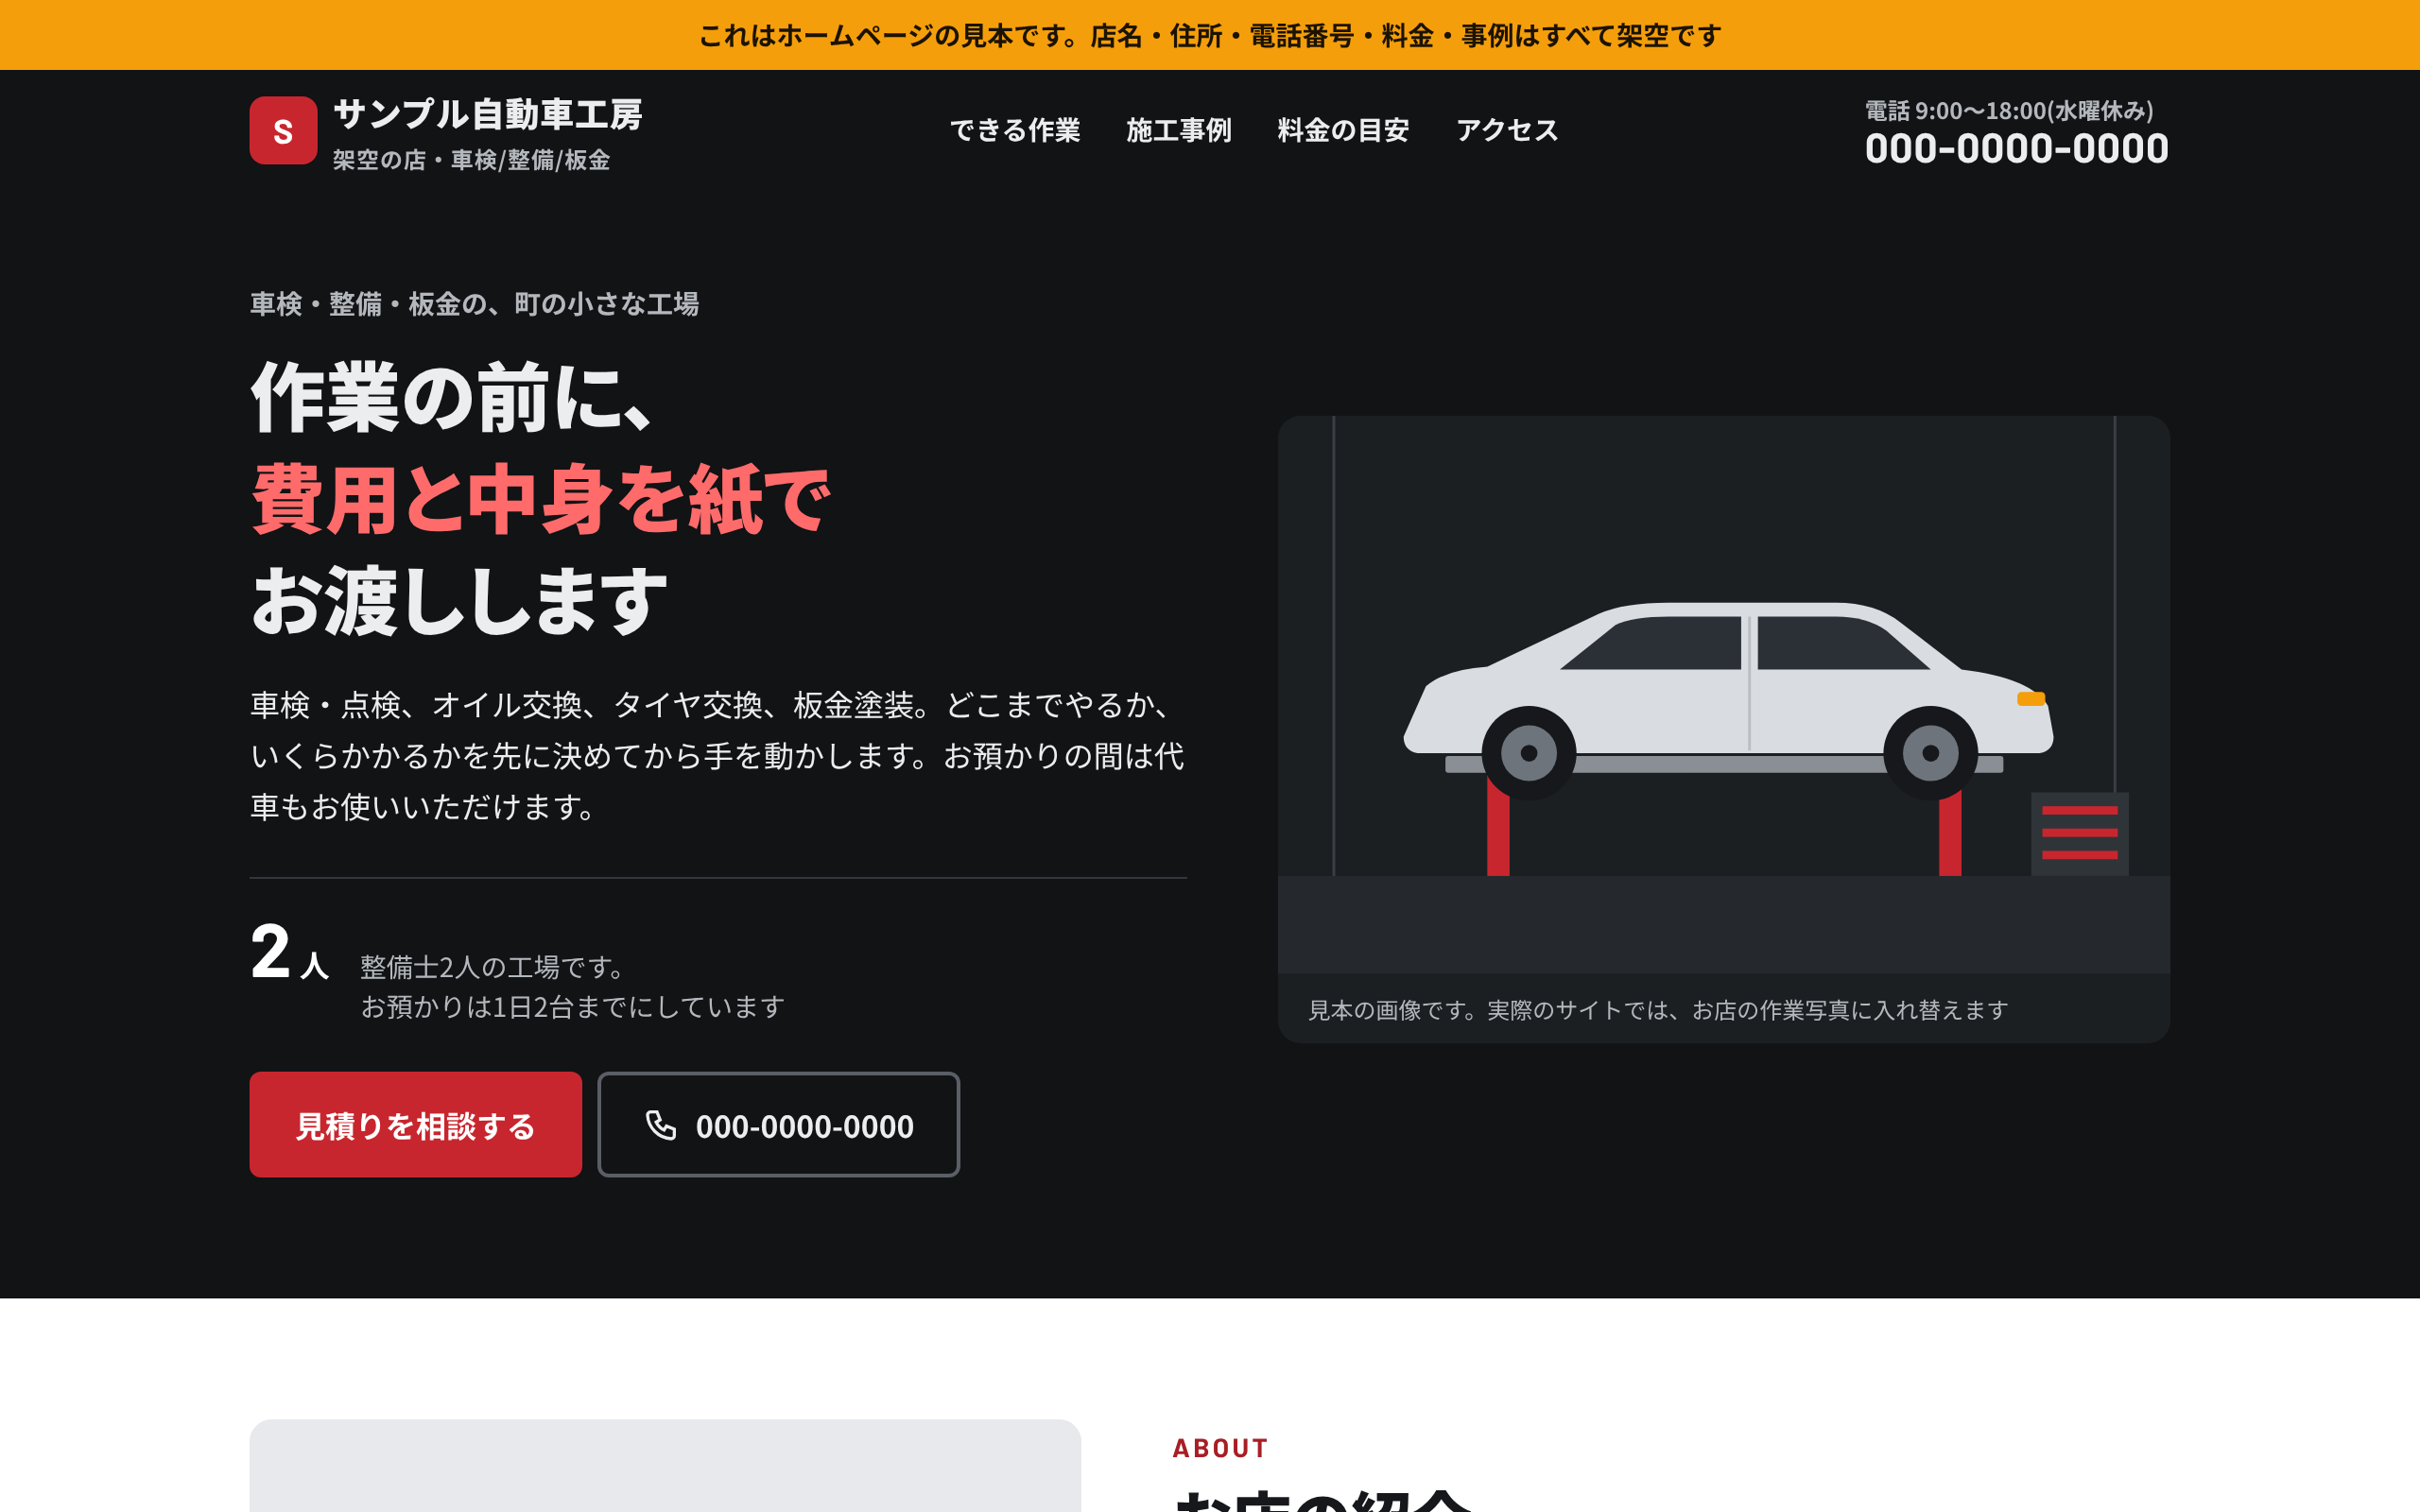 これはホームページの見本です。店名・住所・電話番号・料金・事例はすべて架空です
S
サンプル自動車工房
架空の店・車検/整備/板金
できる作業 施工事例 料金の目安 アクセス
電話 9:00〜18:00(水曜休み)
000-0000-0000
車検・整備・板金の、町の小さな工場
作業の前に、
費用と中身を紙で
お渡しします
車検・点検、オイル交換、タイヤ交換、板金塗装。どこまでやるか、
いくらかかるかを先に決めてから手を動かします。お預かりの間は代
車もお使いいただけます。
2人
整備士2人の工場です。
お預かりは1日2台までにしています
見積りを相談する
000-0000-0000
見本の画像です。実際のサイトでは、お店の作業写真に入れ替えます
ABOUT
お店の紹介